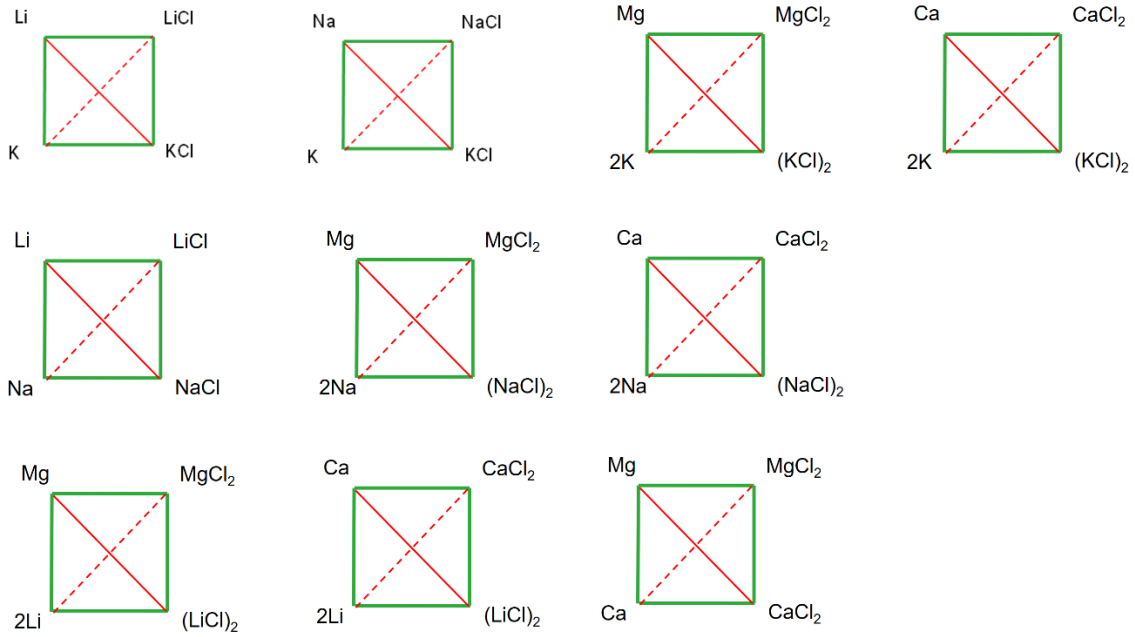 Li LiCl Na NaCl Mg MgCl₂ Ca CaCl₂
K KCl K KCl 2K (KCl)₂ 2K (KCl)₂
Li LiCl Mg MgCl₂ Ca CaCl₂
Na NaCl 2Na (NaCl)₂ 2Na (NaCl)₂
Mg MgCl₂ Ca CaCl₂ Mg MgCl₂
2Li (LiCl)₂ 2Li (LiCl)₂ Ca CaCl₂